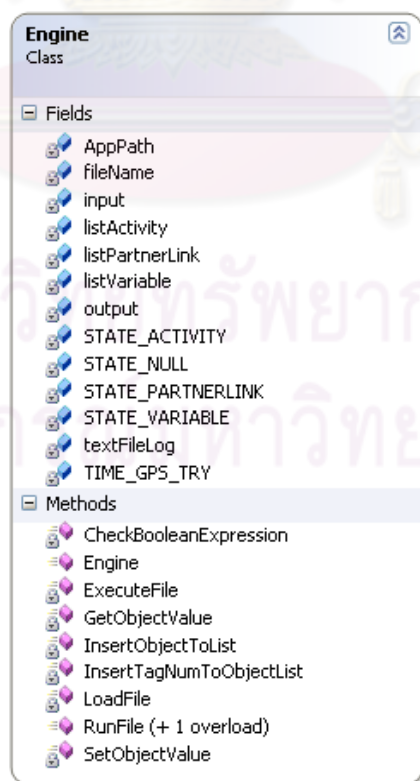 Engine
Class
Fields
AppPath
fileName
input
listActivity
listPartnerLink
listVariable
output
STATE_ACTIVITY
STATE_NULL
STATE_PARTNERLINK
STATE_VARIABLE
textFileLog
TIME_GPS_TRY
Methods
CheckBooleanExpression
Engine
ExecuteFile
GetObjectValue
InsertObjectToList
InsertTagNumToObjectList
LoadFile
RunFile (+ 1 overload)
SetObjectValue